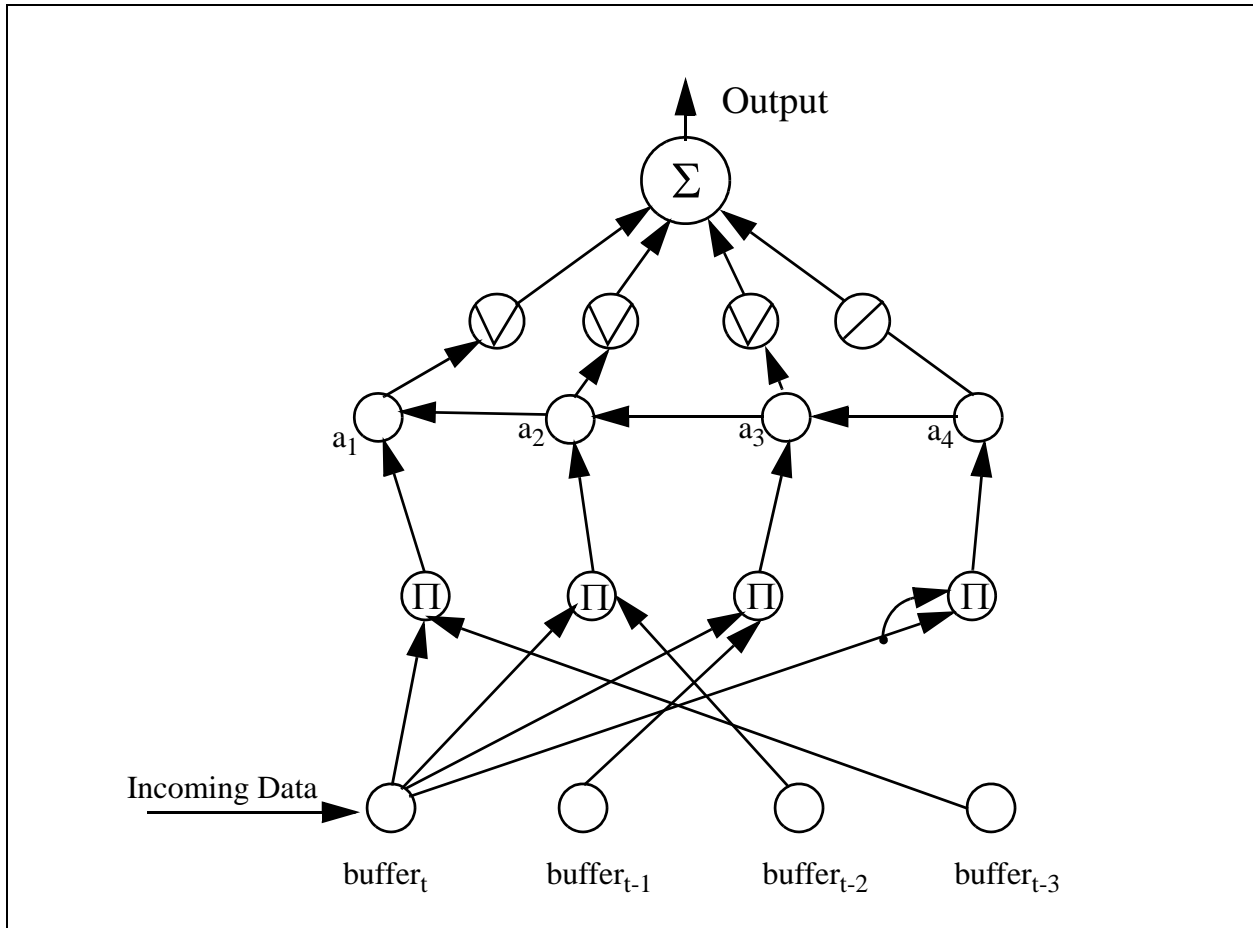 Output
Σ
a1 a2 a3 a4
Π Π Π Π
Incoming Data
buffert buffert-1 buffert-2 buffert-3